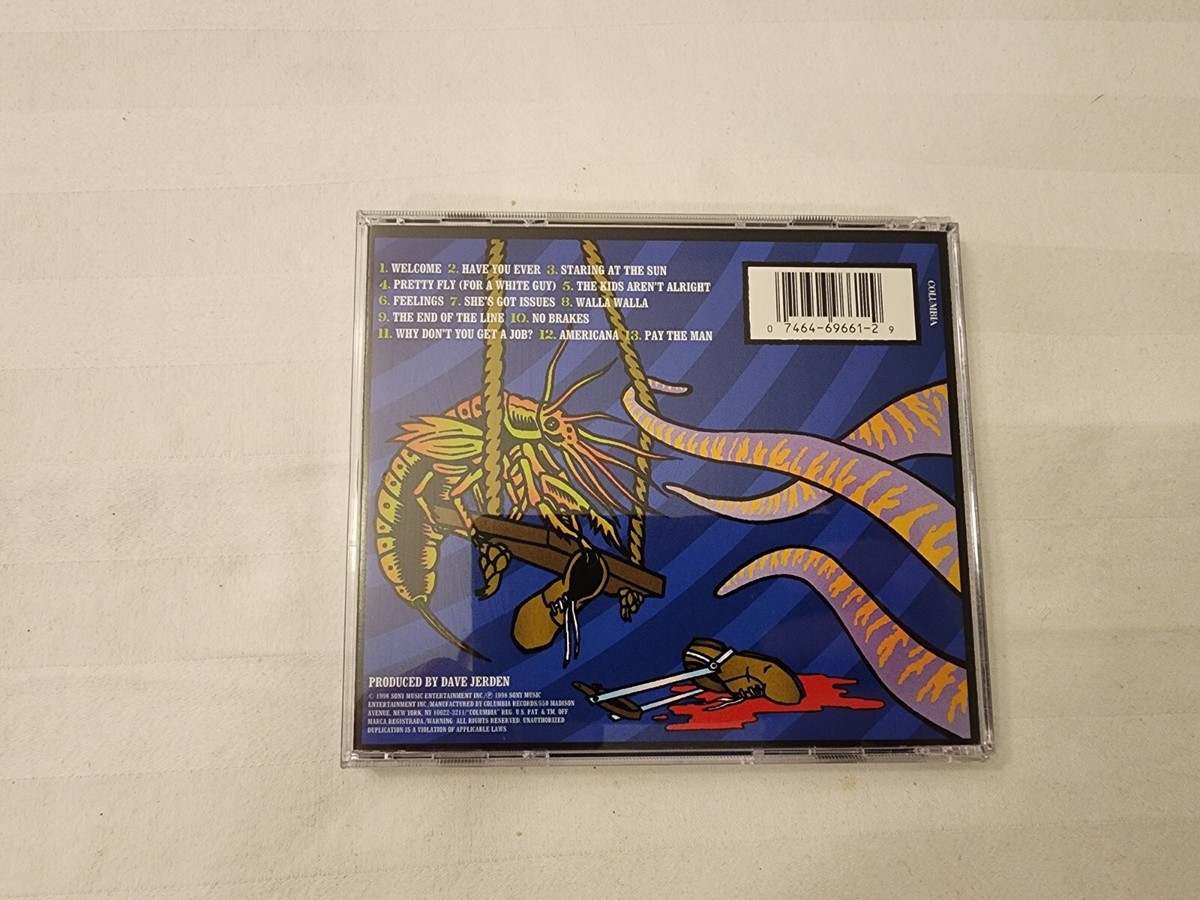 1. WELCOME 2. HAVE YOU EVER 3. STARING AT THE SUN
4. PRETTY FLY (FOR A WHITE GUY) 5. THE KIDS AREN'T ALRIGHT
6. FEELINGS 7. SHE'S GOT ISSUES 8. WALLA WALLA
9. THE END OF THE LINE 10. NO BRAKES
11. WHY DON'T YOU GET A JOB? 12. AMERICANA 13. PAY THE MAN
0 7464-69661-2 9
COLUMBIA
PRODUCED BY DAVE JERDEN
© 1998 SONY MUSIC ENTERTAINMENT INC./℗ 1998 SONY MUSIC
ENTERTAINMENT INC./MANUFACTURED BY COLUMBIA RECORDS/550 MADISON
AVENUE, NEW YORK, NY 10022-3211/"COLUMBIA" REG. U.S. PAT. & TM. OFF.
MARCA REGISTRADA./WARNING: ALL RIGHTS RESERVED. UNAUTHORIZED
DUPLICATION IS A VIOLATION OF APPLICABLE LAWS.